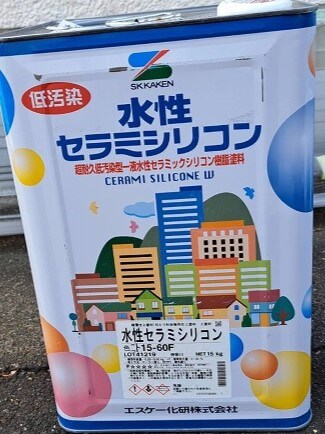 SK KAKEN
低汚染
水性
セラミシリコン
超耐久低汚染型一液水性セラミックシリコン樹脂塗料
CERAMI SILICONE W
水性セラミシリコン
15-60F
LOT41219
NET 15 kg
F☆☆☆☆
エスケー化研株式会社